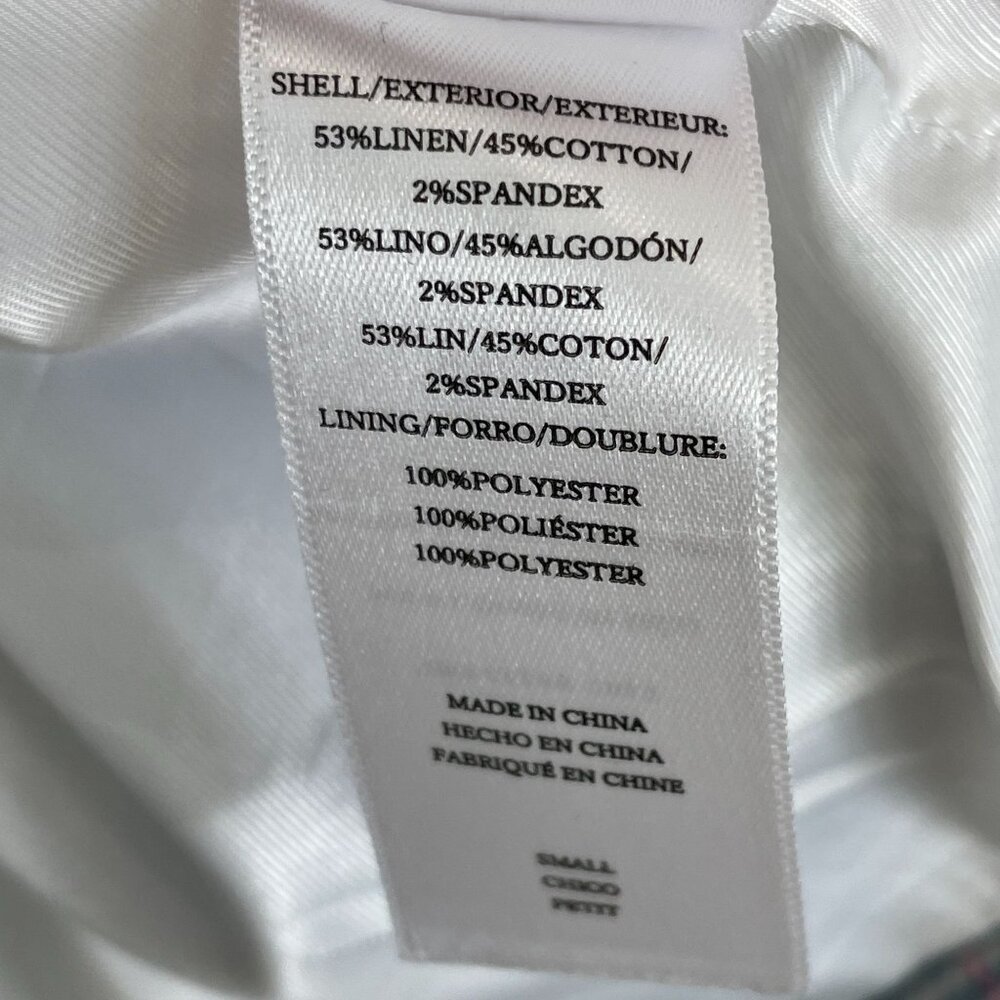 SHELL/EXTERIOR/EXTERIEUR:
53%LINEN/45%COTTON/
2%SPANDEX
53%LINO/45%ALGODÓN/
2%SPANDEX
53%LIN/45%COTON/
2%SPANDEX
LINING/FORRO/DOUBLURE:
100%POLYESTER
100%POLIÉSTER
100%POLYESTER
MADE IN CHINA
HECHO EN CHINA
FABRIQUÉ EN CHINE
SMALL
CHICO
PETIT